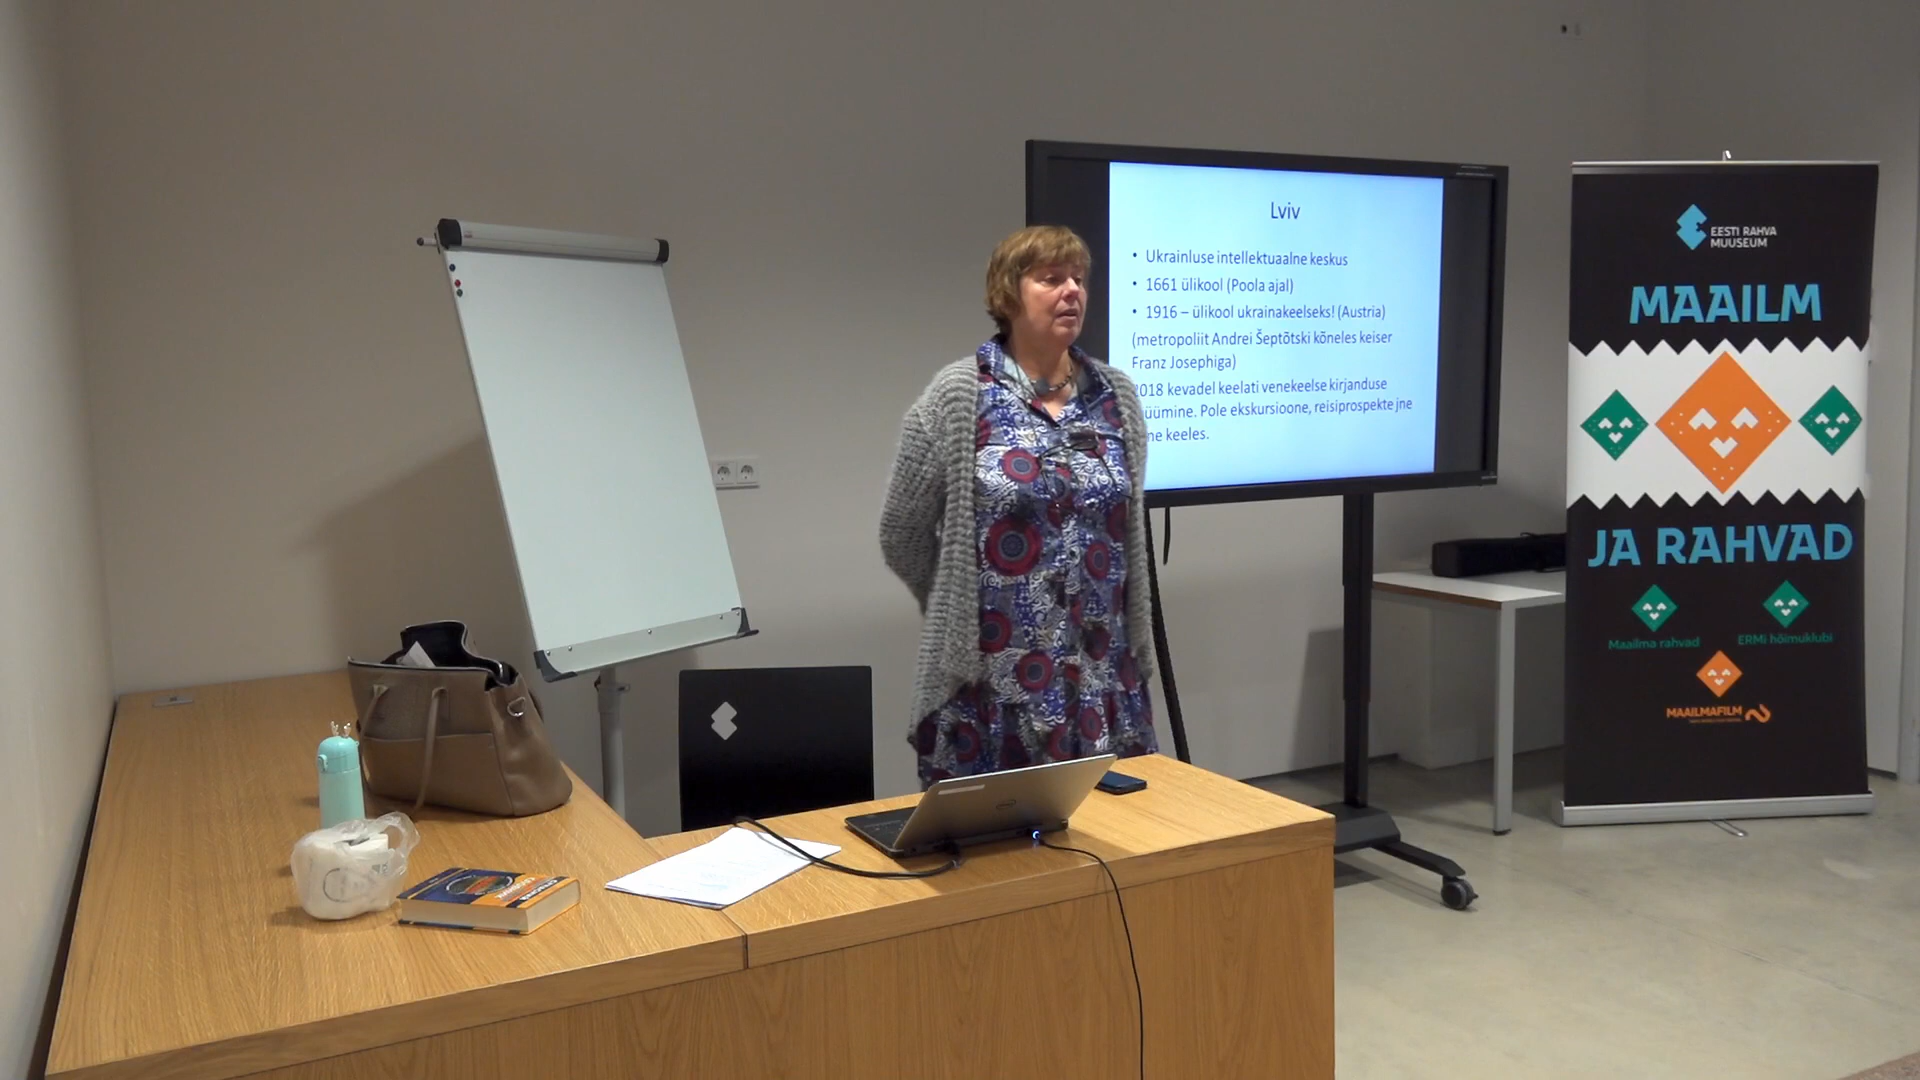 Lviv
• Ukrainluse intellektuaalne keskus
• 1661 ülikool (Poola ajal)
• 1916 – ülikool ukrainakeelseks! (Austria)
(metropoliit Andrei Šeptõtski kõneles keiser
Franz Josephiga)
2018 kevadel keelati venekeelse kirjanduse
müümine. Pole ekskursioone, reisiprospekte jne
keeles.
EESTI RAHVA
MUUSEUM
MAAILM
JA RAHVAD
Maailma rahvad
ERMi hõimuklubi
MAAILMAFILM